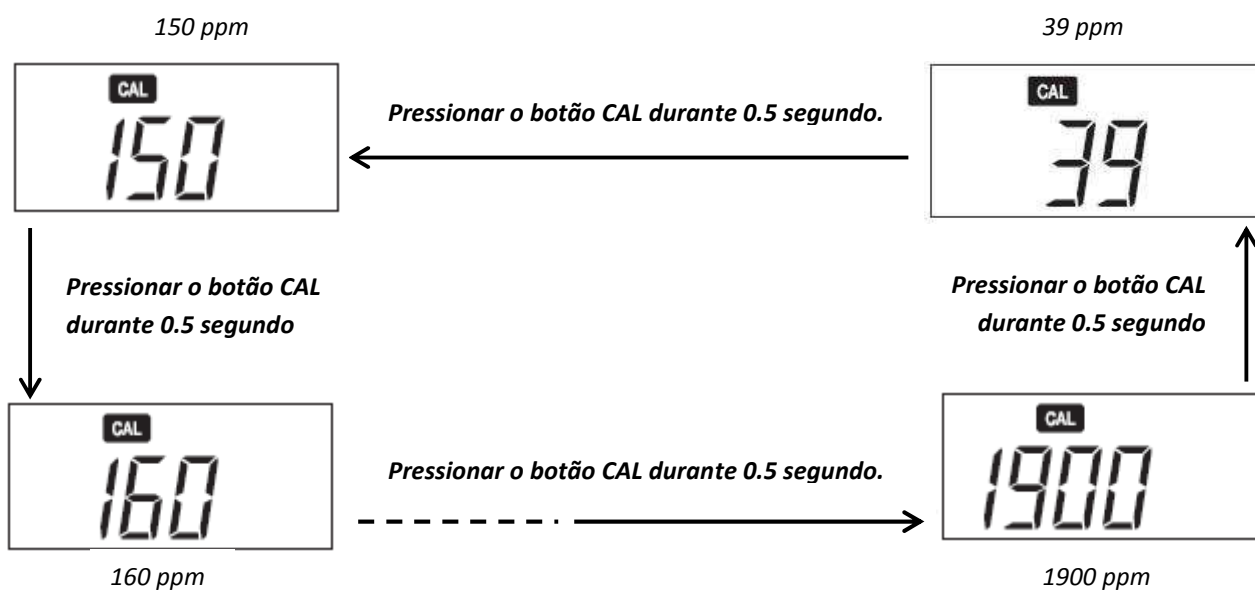 150 ppm
39 ppm
CAL
150
Pressionar o botão CAL durante 0.5 segundo.
CAL
39
Pressionar o botão CAL
durante 0.5 segundo
Pressionar o botão CAL
durante 0.5 segundo
CAL
160
Pressionar o botão CAL durante 0.5 segundo.
CAL
1900
160 ppm
1900 ppm